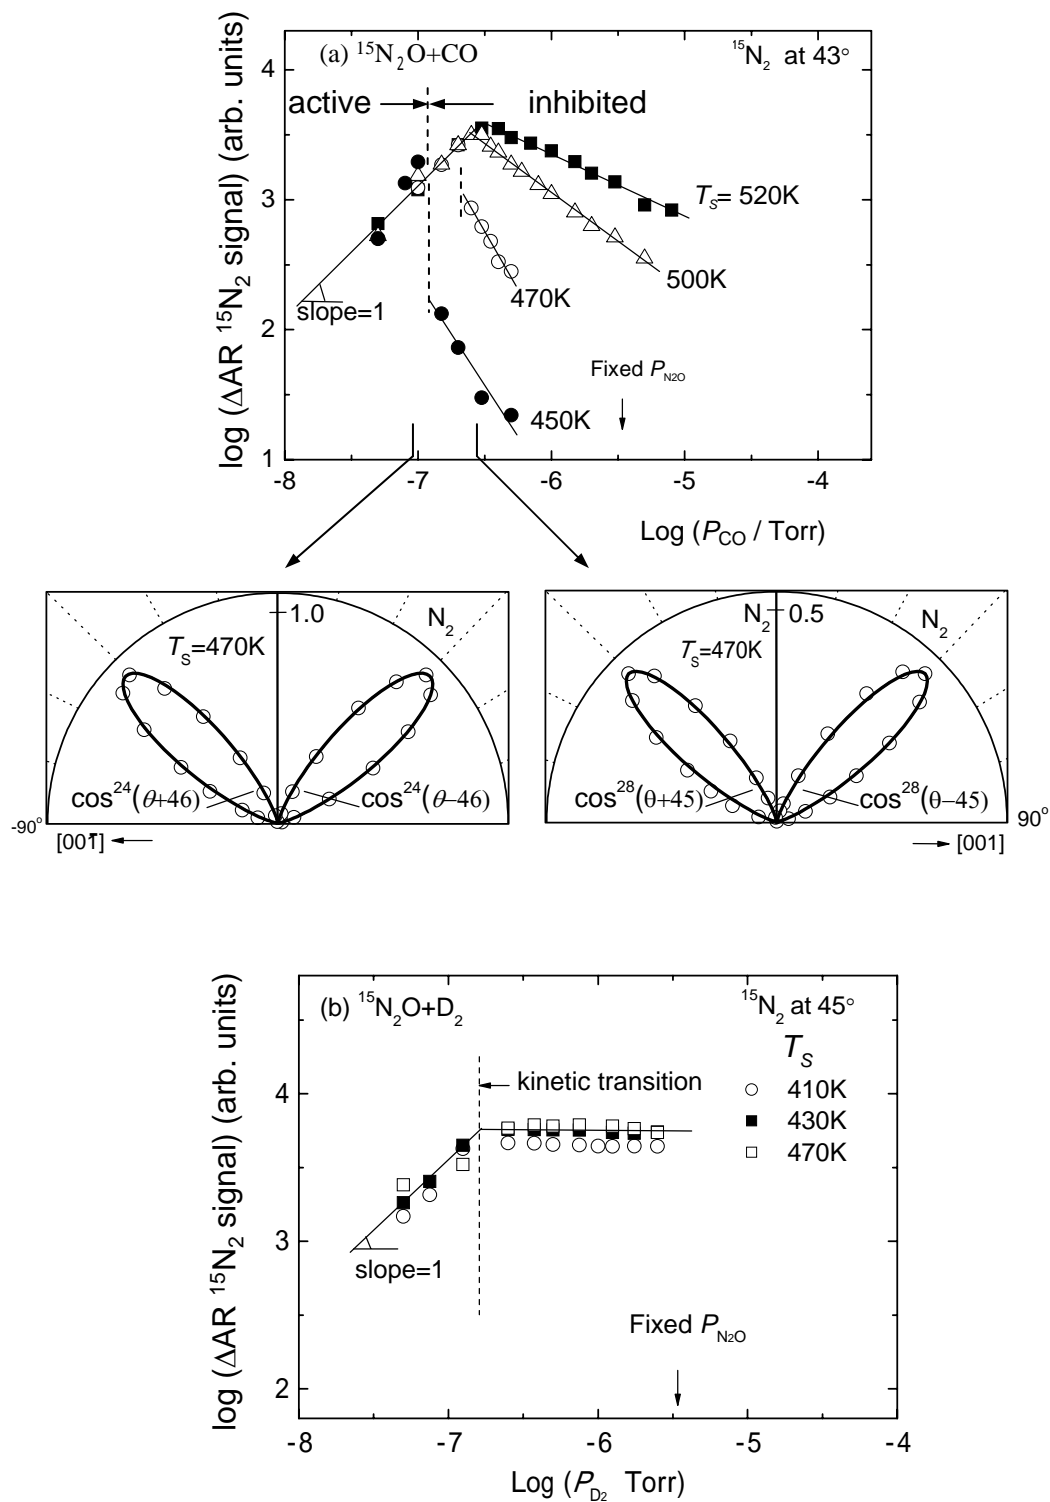 (a) ¹⁵N₂O+CO
¹⁵N₂ at 43°
active
inhibited
Tₛ= 520K
500K
470K
450K
slope=1
Fixed P_N2O
log (ΔAR ¹⁵N₂ signal) (arb. units)
4
3
2
1
-8
-7
-6
-5
-4
Log (P_CO / Torr)
1.0
N₂
T_S=470K
cos²⁴(θ+46)
cos²⁴(θ−46)
-90°
[001̄]
N₂
0.5
N₂
T_S=470K
cos²⁸(θ+45)
cos²⁸(θ−45)
90°
[001]
(b) ¹⁵N₂O+D₂
¹⁵N₂ at 45°
T_S
410K
430K
470K
kinetic transition
slope=1
Fixed P_N2O
log (ΔAR ¹⁵N₂ signal) (arb. units)
4
3
2
-8
-7
-6
-5
-4
Log (P_D₂ Torr)